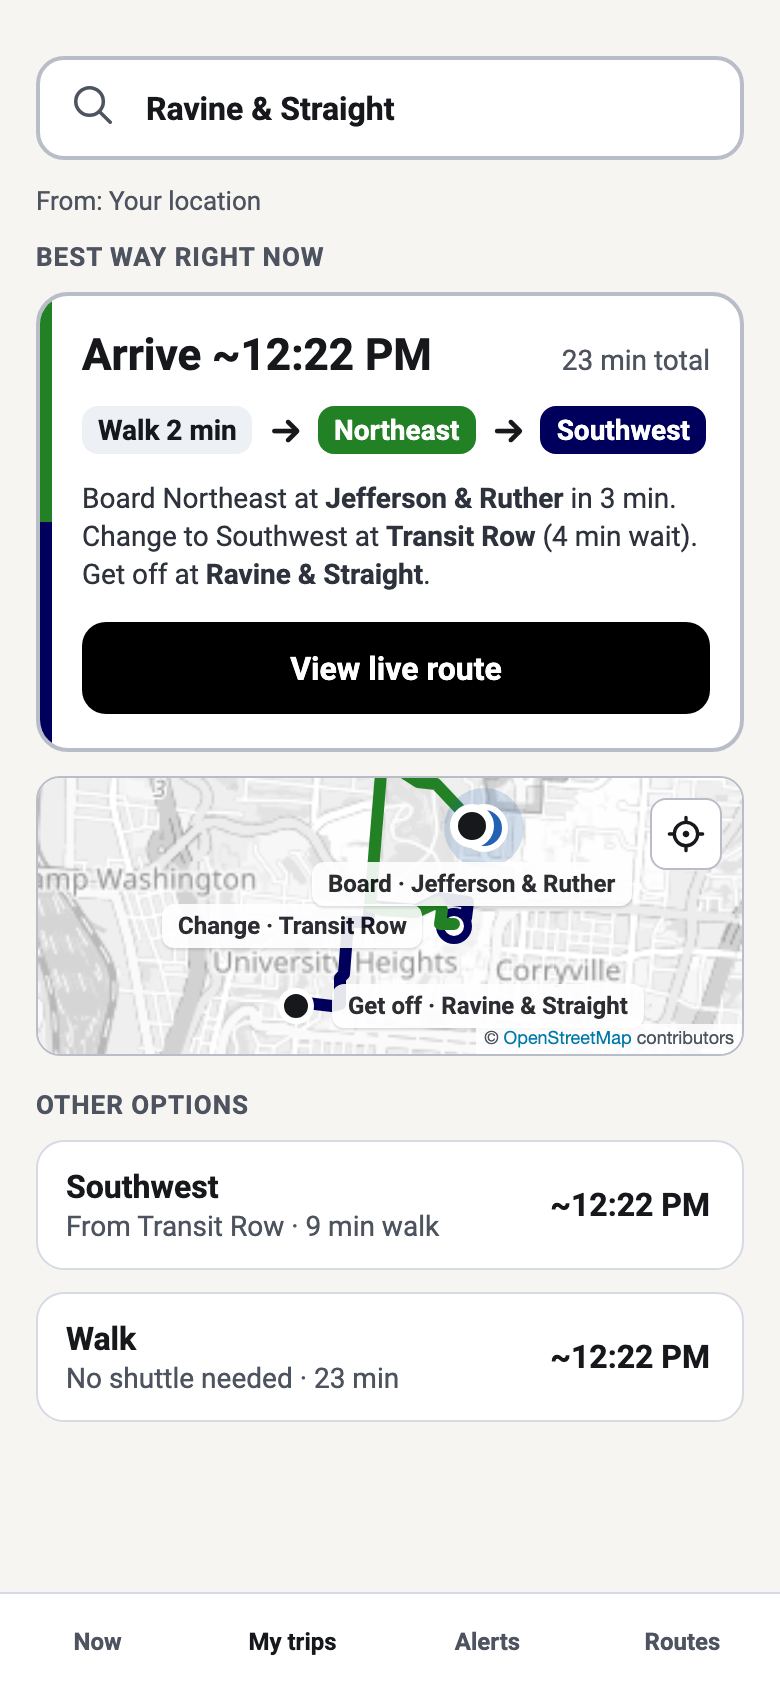 Ravine & Straight
From: Your location
BEST WAY RIGHT NOW
Arrive ~12:22 PM
23 min total
Walk 2 min → Northeast → Southwest
Board Northeast at Jefferson & Ruther in 3 min.
Change to Southwest at Transit Row (4 min wait).
Get off at Ravine & Straight.
View live route
3
amp Washington
Board · Jefferson & Ruther
Change · Transit Row
University Heights
Corryville
Get off · Ravine & Straight
© OpenStreetMap contributors
OTHER OPTIONS
Southwest
From Transit Row · 9 min walk
~12:22 PM
Walk
No shuttle needed · 23 min
~12:22 PM
Now
My trips
Alerts
Routes